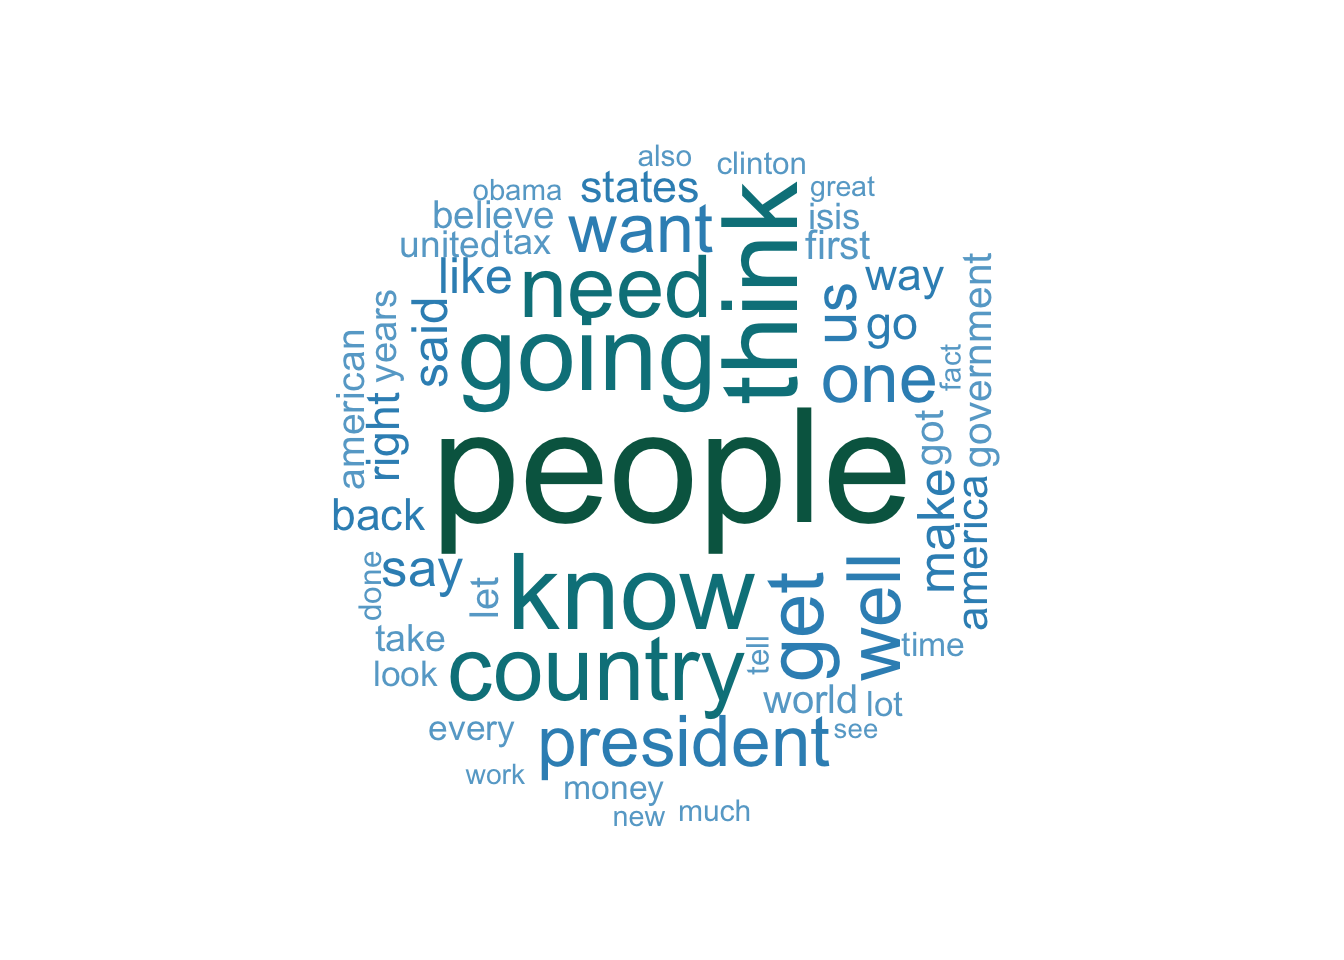 also
clinton
obama
states
great
believe
want
think
isis
united
tax
first
like
need
way
us
government
said
years
going
go
american
one
fact
right
people
got
back
make
america
done
say
let
know
get
well
take
country
tell
time
look
world
lot
every
president
see
work
money
new
much